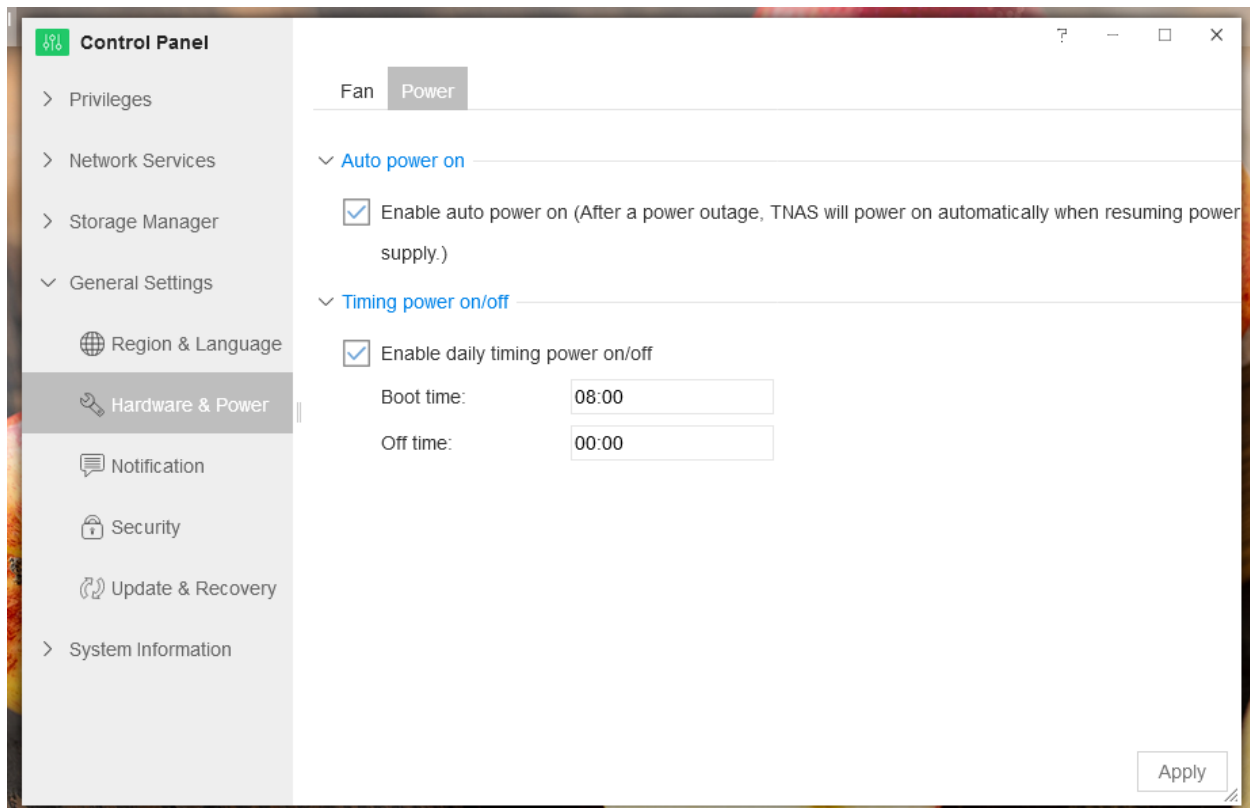 Control Panel
Privileges
Network Services
Storage Manager
General Settings
Region & Language
Hardware & Power
Notification
Security
Update & Recovery
System Information
?
Fan Power
Auto power on
Enable auto power on (After a power outage, TNAS will power on automatically when resuming power
supply.)
Timing power on/off
Enable daily timing power on/off
Boot time: 08:00
Off time: 00:00
Apply